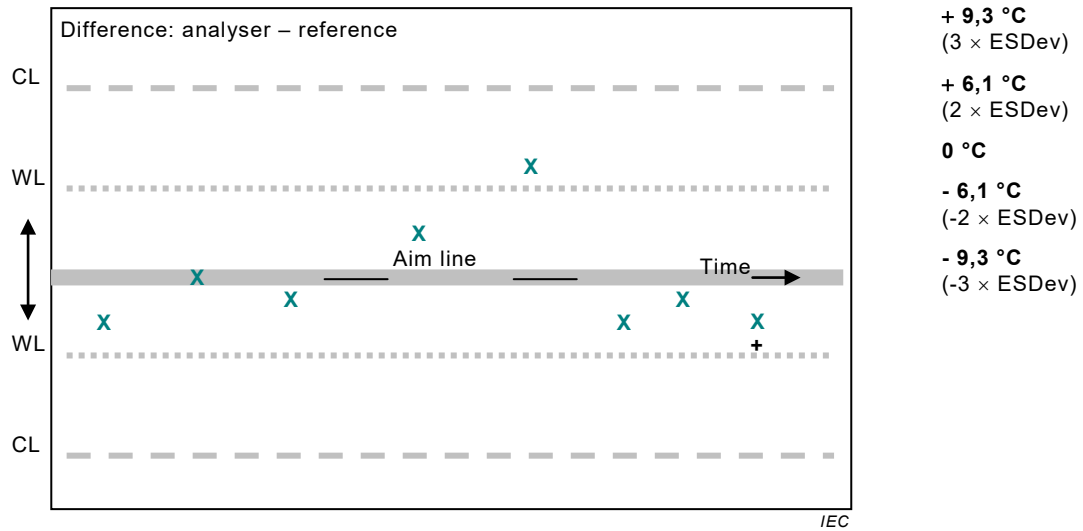 Difference: analyser – reference
CL
WL
X
X
Aim line
Time
X
X
X
X
X
X
WL
+
CL
IEC
+ 9,3 °C
(3 × ESDev)
+ 6,1 °C
(2 × ESDev)
0 °C
- 6,1 °C
(-2 × ESDev)
- 9,3 °C
(-3 × ESDev)